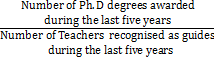 Number of Ph. D degrees awarded
during the last five years
Number of Teachers recognised as guides
during the last five years